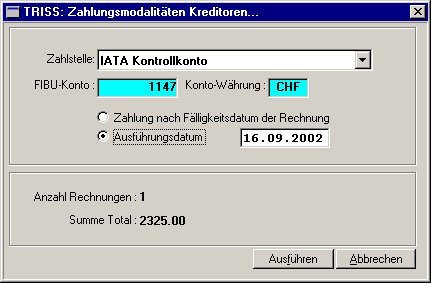 TRISS: Zahlungsmodalitäten Kreditoren...
Zahlstelle: IATA Kontrollkonto
FIBU-Konto : 1147 Konto-Währung : CHF
Zahlung nach Fälligkeitsdatum der Rechnung
Ausführungsdatum 16.09.2002
Anzahl Rechnungen : 1
Summe Total : 2325.00
Ausführen Abbrechen